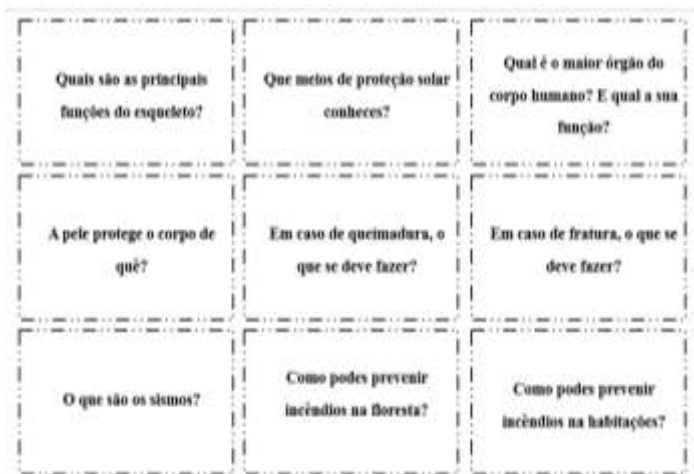 Quais são as principais
funções do esqueleto?
Que meios de proteção solar
conheces?
Qual é o maior órgão do
corpo humano? E qual a sua
função?
A pele protege o corpo de
quê?
Em caso de queimadura, o
que se deve fazer?
Em caso de fratura, o que se
deve fazer?
O que são os sismos?
Como podes prevenir
incêndios na floresta?
Como podes prevenir
incêndios na habitações?